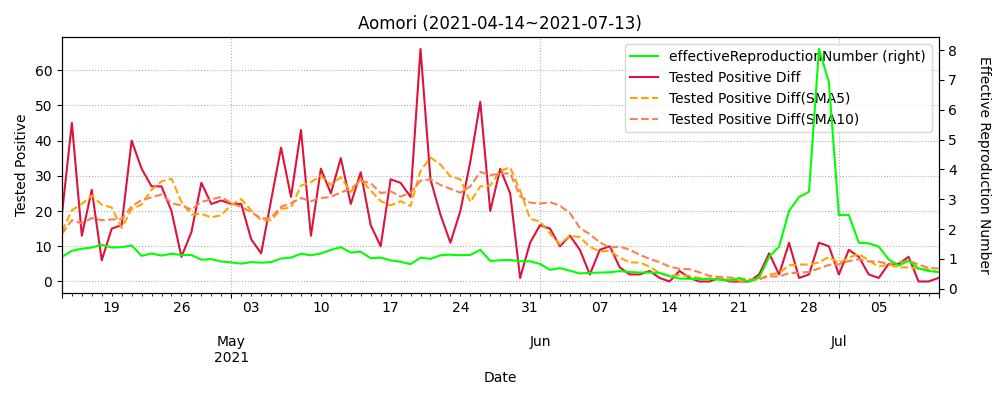 Aomori (2021-04-14~2021-07-13)
effectiveReproductionNumber (right)
Tested Positive Diff
Tested Positive Diff(SMA5)
Tested Positive Diff(SMA10)
Tested Positive
60
50
40
30
20
10
0
8
7
6
5
4
3
2
1
0
Effective Reproduction Number
19 26 03 10 17 24 31 07 14 21 28 05
May Jun Jul
2021
Date